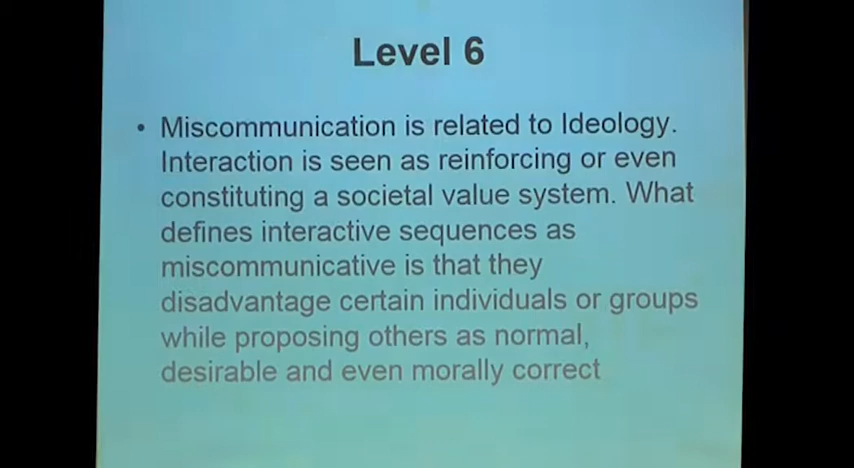 Level 6
• Miscommunication is related to Ideology.
Interaction is seen as reinforcing or even
constituting a societal value system. What
defines interactive sequences as
miscommunicative is that they
disadvantage certain individuals or groups
while proposing others as normal,
desirable and even morally correct